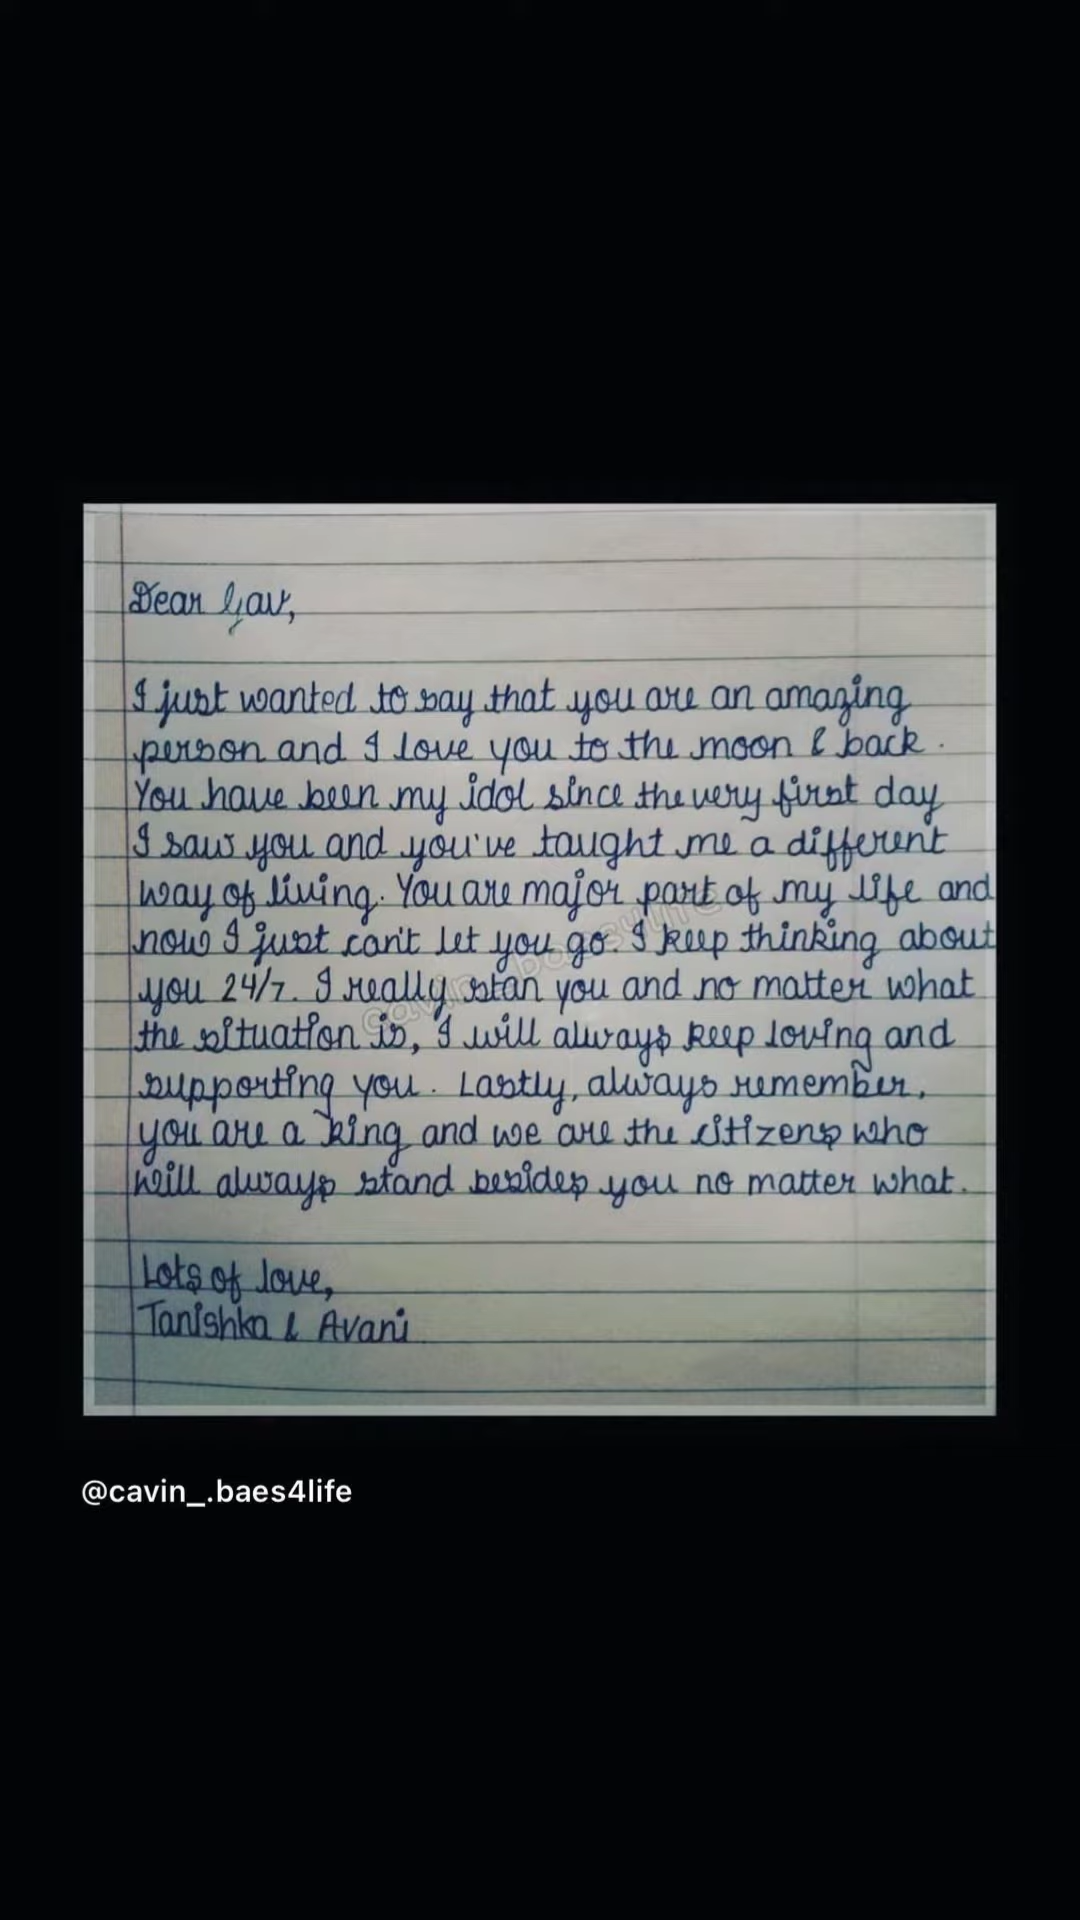 Dear Gav,
I just wanted to say that you are an amazing
person and I love you to the moon & back.
You have been my idol since the very first day
I saw you and you've taught me a different
way of living. You are major part of my life and
now I just can't let you go. I keep thinking about
you 24/7. I really stan you and no matter what
the situation is, I will always keep loving and
supporting you. Lastly, always remember,
you are a king and we are the citizens who
will always stand besides you no matter what.
Lots of love,
Tanishka & Avani
cavin_.baes4life
@cavin_.baes4life